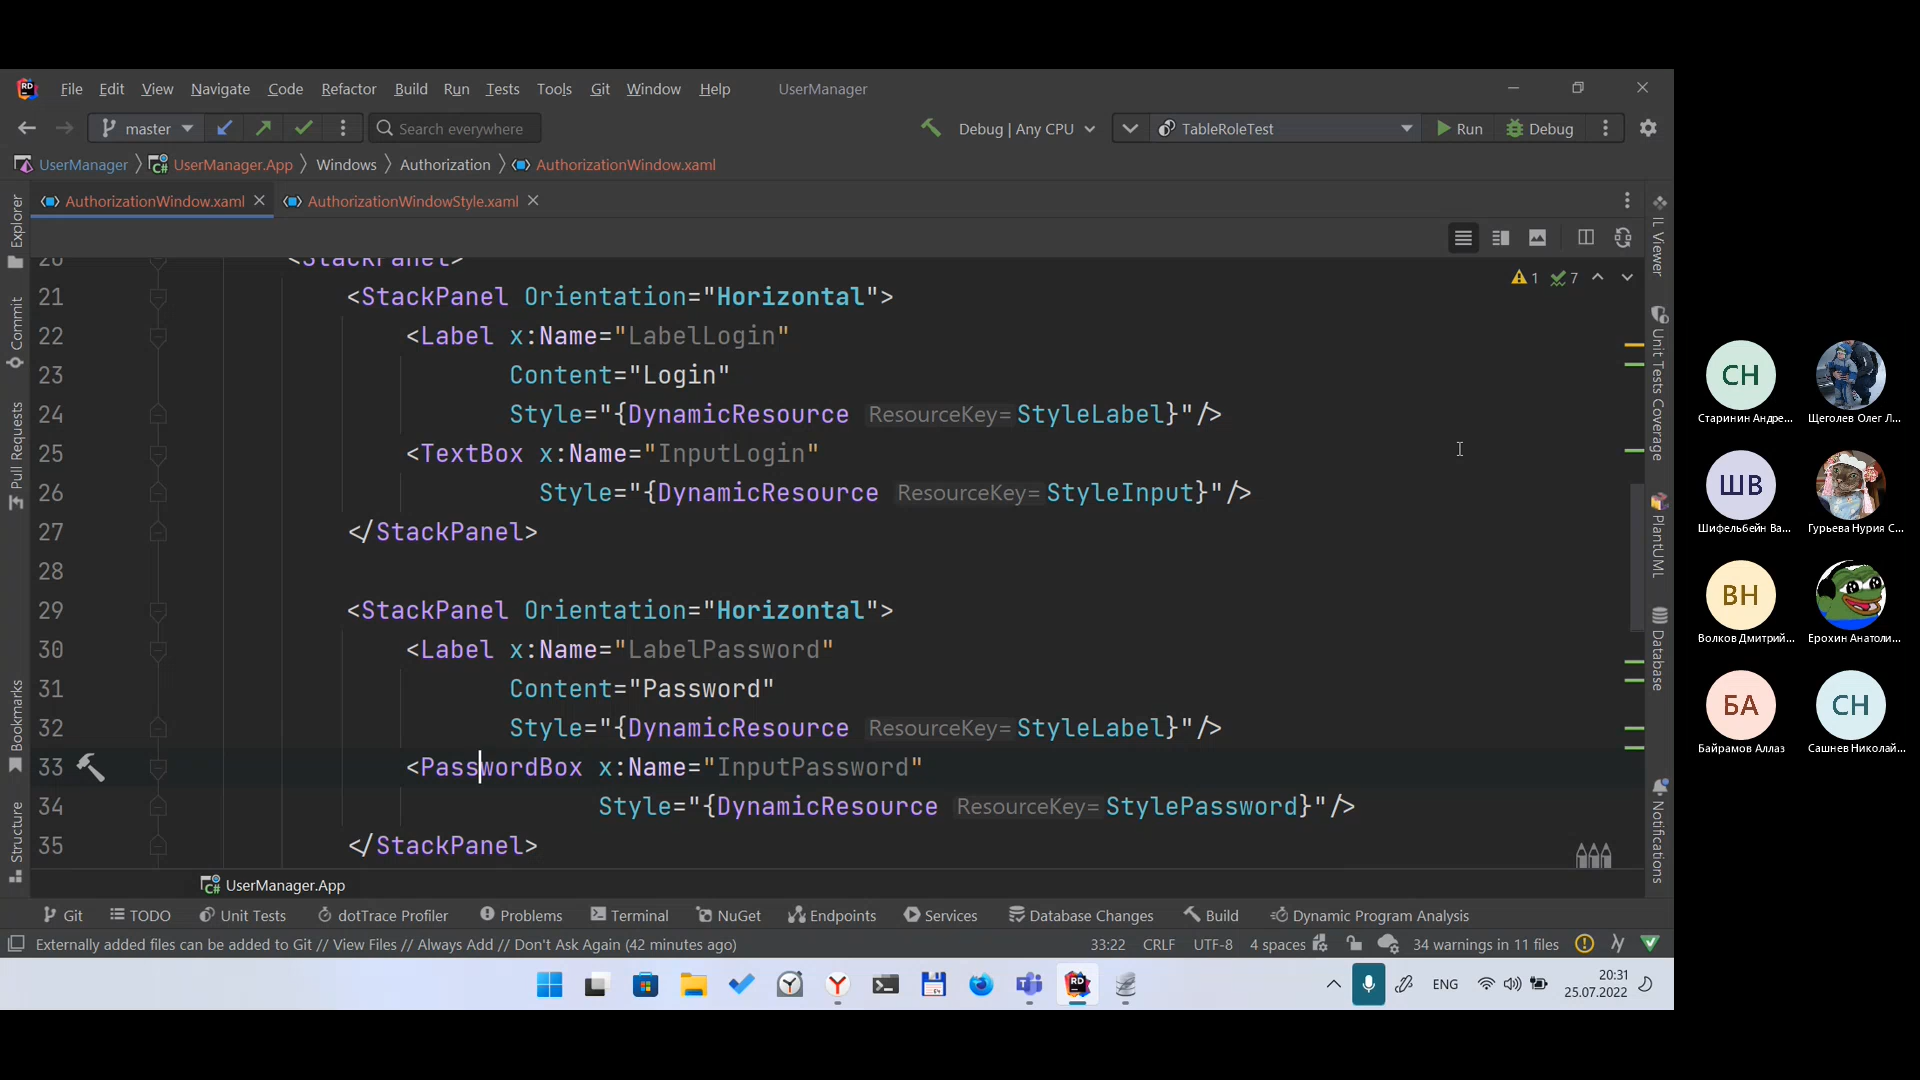 File Edit View Navigate Code Refactor Build Run Tests Tools Git Window Help UserManager
master Search everywhere Debug | Any CPU TableRoleTest Run Debug
UserManager UserManager.App Windows Authorization AuthorizationWindow.xaml
AuthorizationWindow.xaml AuthorizationWindowStyle.xaml
1 7
20 <StackPanel>
21 <StackPanel Orientation="Horizontal">
22 <Label x:Name="LabelLogin"
23 Content="Login"
24 Style="{DynamicResource ResourceKey=StyleLabel}"/>
25 <TextBox x:Name="InputLogin"
26 Style="{DynamicResource ResourceKey=StyleInput}"/>
27 </StackPanel>
28
29 <StackPanel Orientation="Horizontal">
30 <Label x:Name="LabelPassword"
31 Content="Password"
32 Style="{DynamicResource ResourceKey=StyleLabel}"/>
33 <PasswordBox x:Name="InputPassword"
34 Style="{DynamicResource ResourceKey=StylePassword}"/>
35 </StackPanel>
Explorer
Commit
Pull Requests
Bookmarks
Structure
IL Viewer
Unit Tests Coverage
PlantUML
Database
Notifications
UserManager.App
Git TODO Unit Tests dotTrace Profiler Problems Terminal NuGet Endpoints Services Database Changes Build Dynamic Program Analysis
Externally added files can be added to Git // View Files // Always Add // Don't Ask Again (42 minutes ago) 33:22 CRLF UTF-8 4 spaces 34 warnings in 11 files
ENG 20:31
25.07.2022
СН
Старинин Андре... Щеголев Олег Л...
ШВ
Шифельбейн Ва... Гурьева Нурия С...
ВН
Волков Дмитрий... Ерохин Анатоли...
БА СН
Байрамов Аллаз Сашнев Николай...